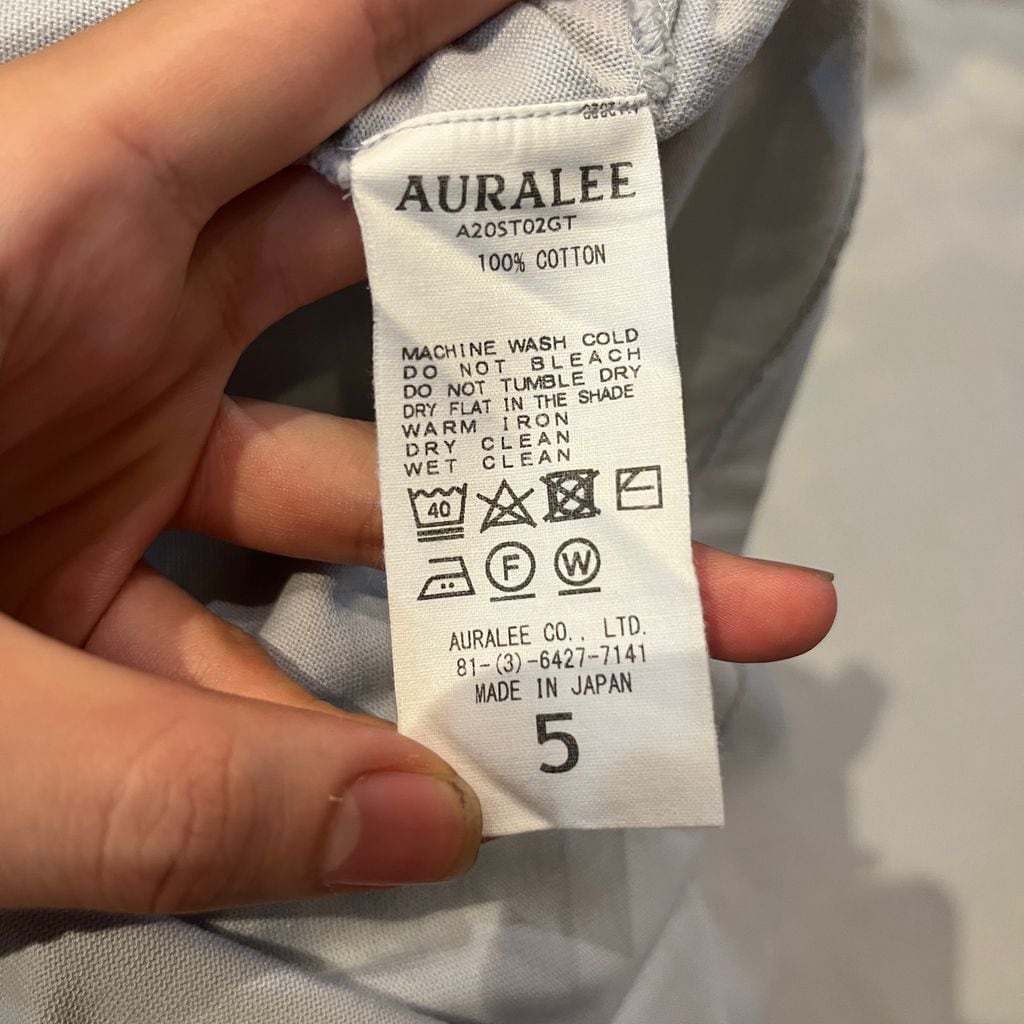 AURALEE
A20ST02GT
100% COTTON
MACHINE WASH COLD
DO NOT BLEACH
DO NOT TUMBLE DRY
DRY FLAT IN THE SHADE
WARM IRON
DRY CLEAN
WET CLEAN
40
F W
AURALEE CO., LTD.
81-(3)-6427-7141
MADE IN JAPAN
5